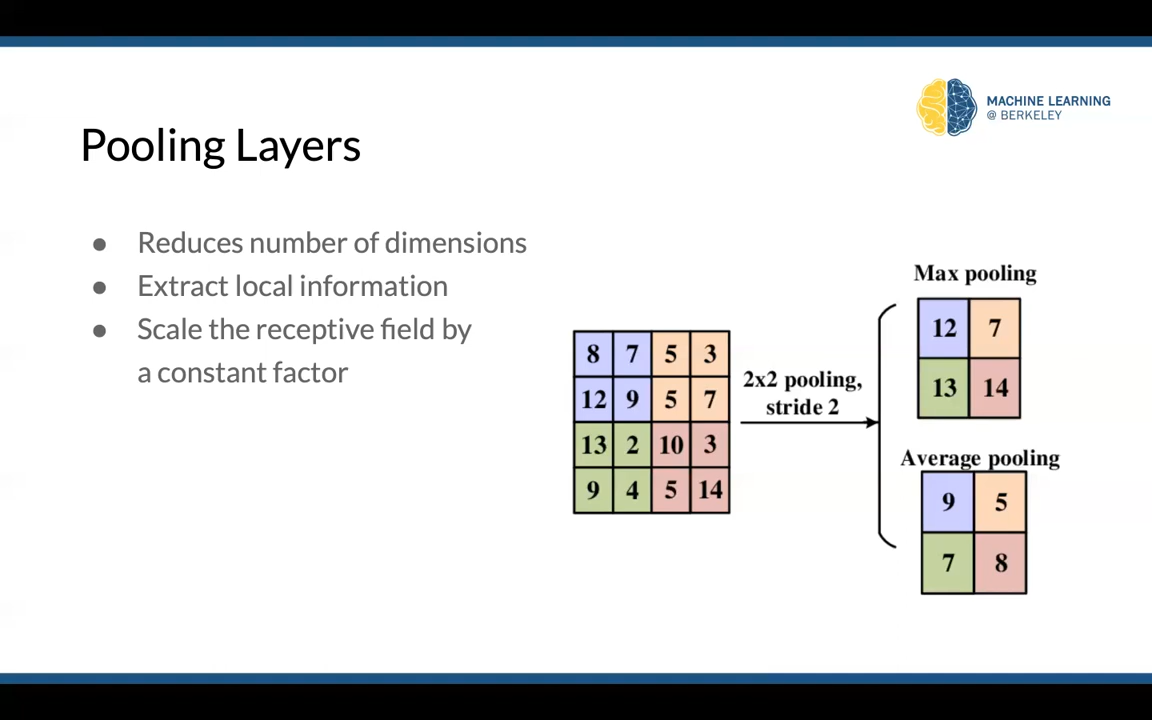 MACHINE LEARNING
@ BERKELEY
Pooling Layers
● Reduces number of dimensions
● Extract local information
● Scale the receptive field by
a constant factor
8 7 5 3
12 9 5 7
13 2 10 3
9 4 5 14
2x2 pooling,
stride 2
Max pooling
12 7
13 14
Average pooling
9 5
7 8